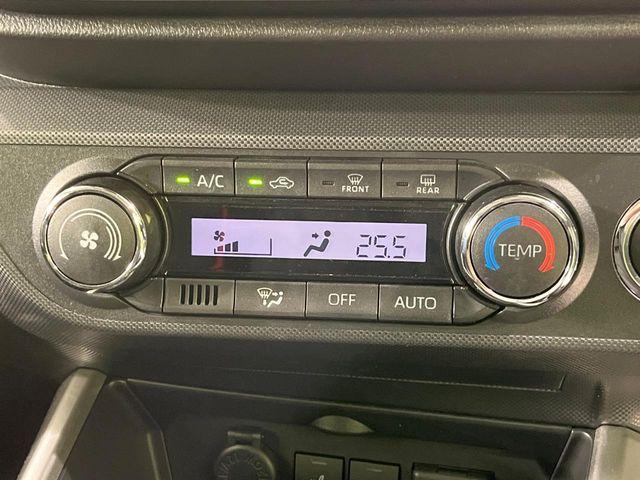 A/C
FRONT
REAR
25.5
TEMP
OFF
AUTO